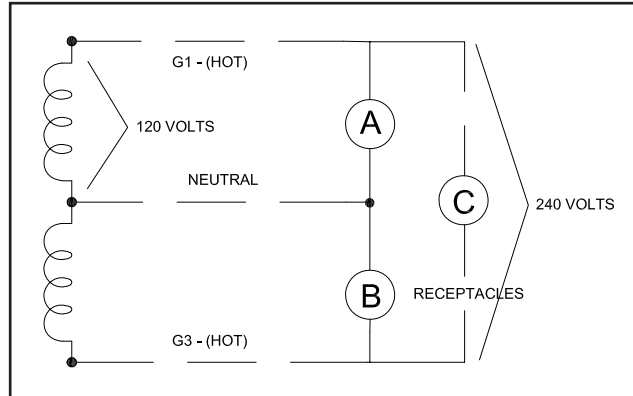 G1 - (HOT)
A
120 VOLTS
NEUTRAL
C
240 VOLTS
B
RECEPTACLES
G3 - (HOT)